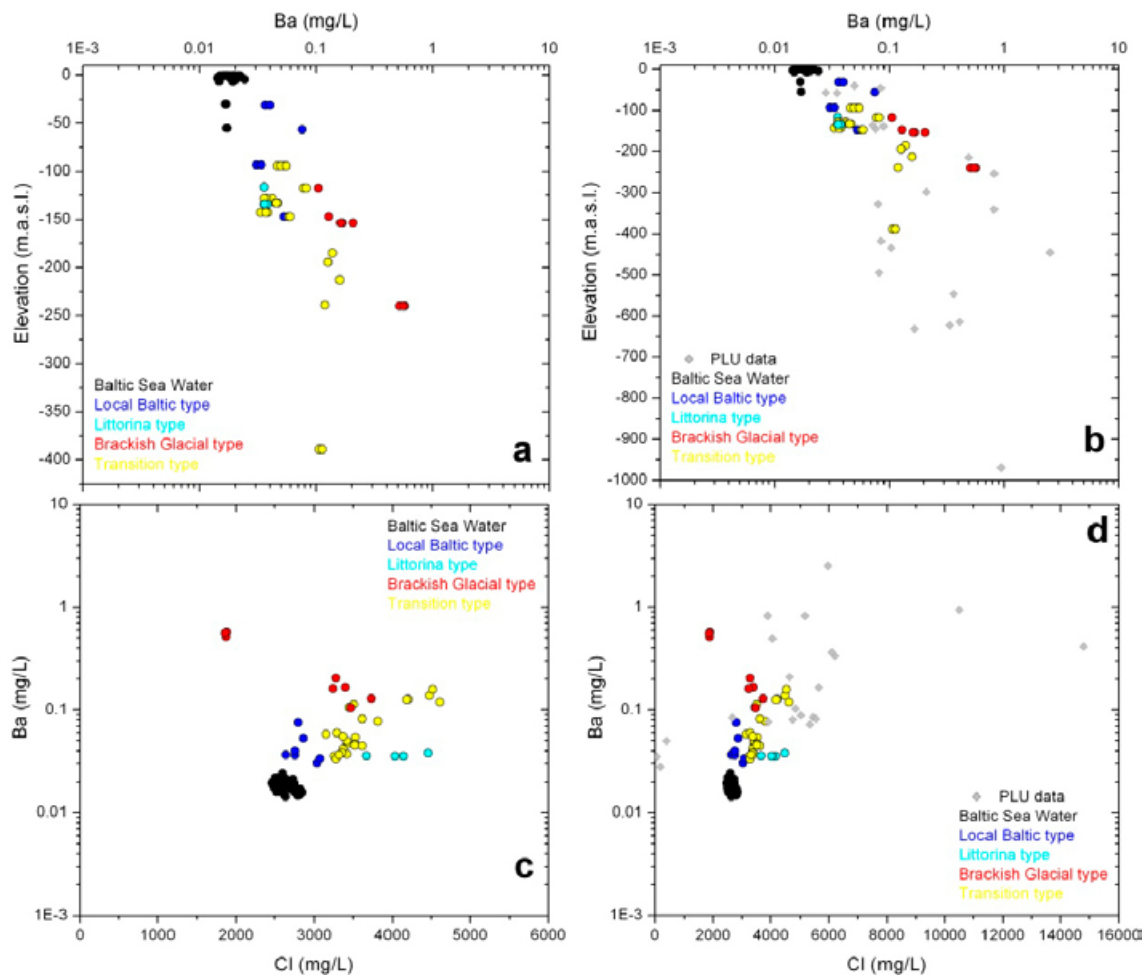 Ba (mg/L)
1E-3 0.01 0.1 1 10
0
-50
-100
-150
-200
-250
-300
-350
-400
Elevation (m.a.s.l.)
Baltic Sea Water
Local Baltic type
Littorina type
Brackish Glacial type
Transition type
a
Ba (mg/L)
1E-3 0.01 0.1 1 10
0
-100
-200
-300
-400
-500
-600
-700
-800
-900
-1000
Elevation (m.a.s.l.)
PLU data
Baltic Sea Water
Local Baltic type
Littorina type
Brackish Glacial type
Transition type
b
10
1
0.1
0.01
1E-3
Ba (mg/L)
Baltic Sea Water
Local Baltic type
Littorina type
Brackish Glacial type
Transition type
c
0 1000 2000 3000 4000 5000 6000
Cl (mg/L)
10
1
0.1
0.01
1E-3
Ba (mg/L)
d
PLU data
Baltic Sea Water
Local Baltic type
Littorina type
Brackish Glacial type
Transition type
0 2000 4000 6000 8000 10000 12000 14000 16000
Cl (mg/L)